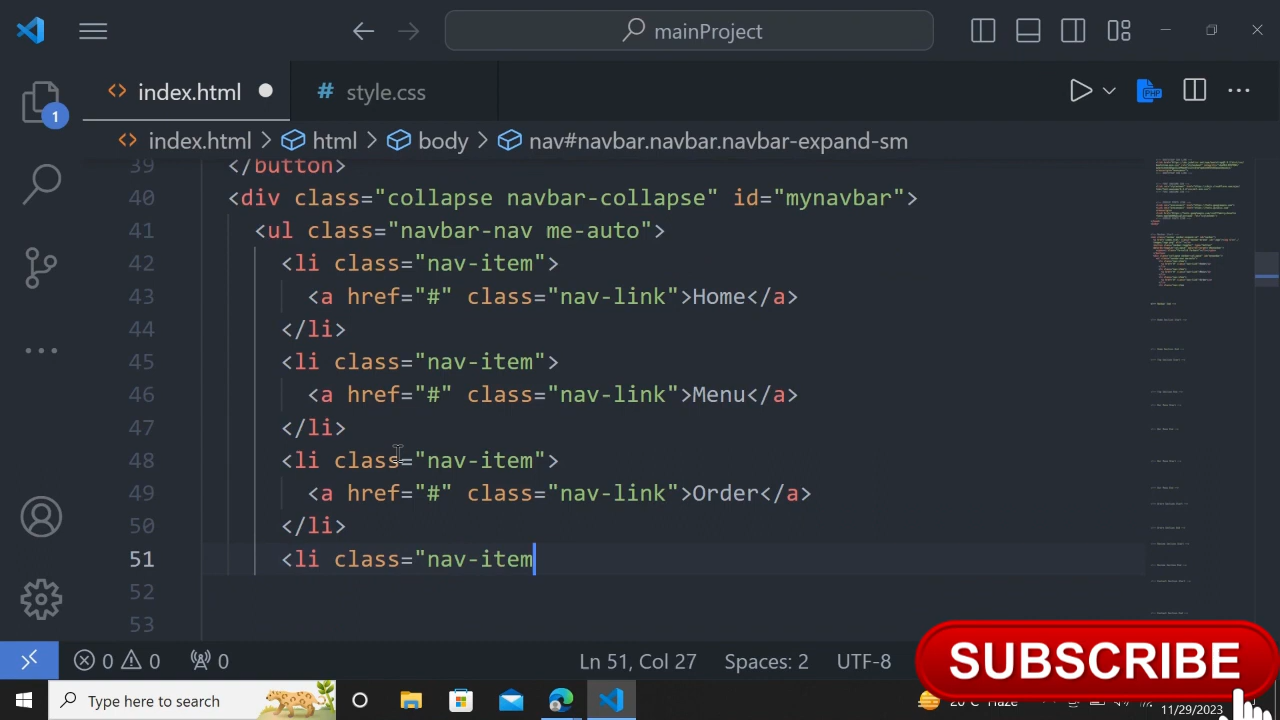 mainProject
index.html
style.css
PHP
1
index.html > html > body > nav#navbar.navbar.navbar-expand-sm
39 </button>
40 <div class="collapse navbar-collapse" id="mynavbar">
41 <ul class="navbar-nav me-auto">
42 <li class="nav-item">
43 <a href="#" class="nav-link">Home</a>
44 </li>
45 <li class="nav-item">
46 <a href="#" class="nav-link">Menu</a>
47 </li>
48 <li class="nav-item">
49 <a href="#" class="nav-link">Order</a>
50 </li>
51 <li class="nav-item
52
53
0 0 0 Ln 51, Col 27 Spaces: 2 UTF-8
SUBSCRIBE
Type here to search
20°C Haze
11/29/2023